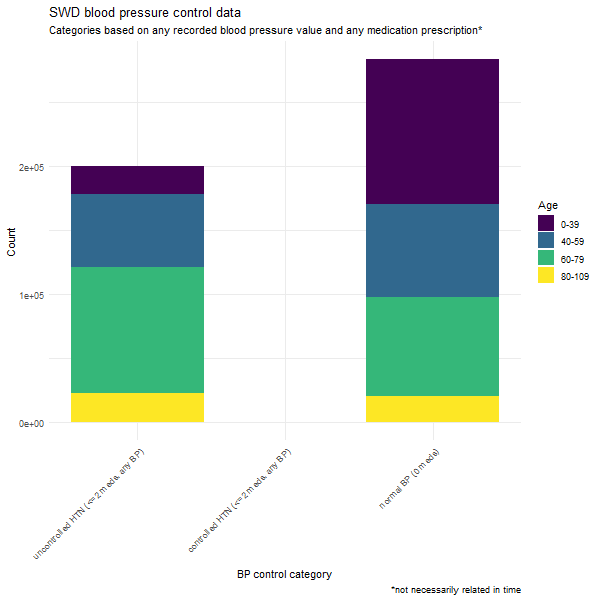 SWD blood pressure control data
Categories based on any recorded blood pressure value and any medication prescription*
Count
2e+05
1e+05
0e+00
Age
0-39
40-59
60-79
80-109
uncontrolled HTN (<= 2 meds, any BP)
controlled HTN (<= 2 meds, any BP)
normal BP (0 meds)
BP control category
*not necessarily related in time